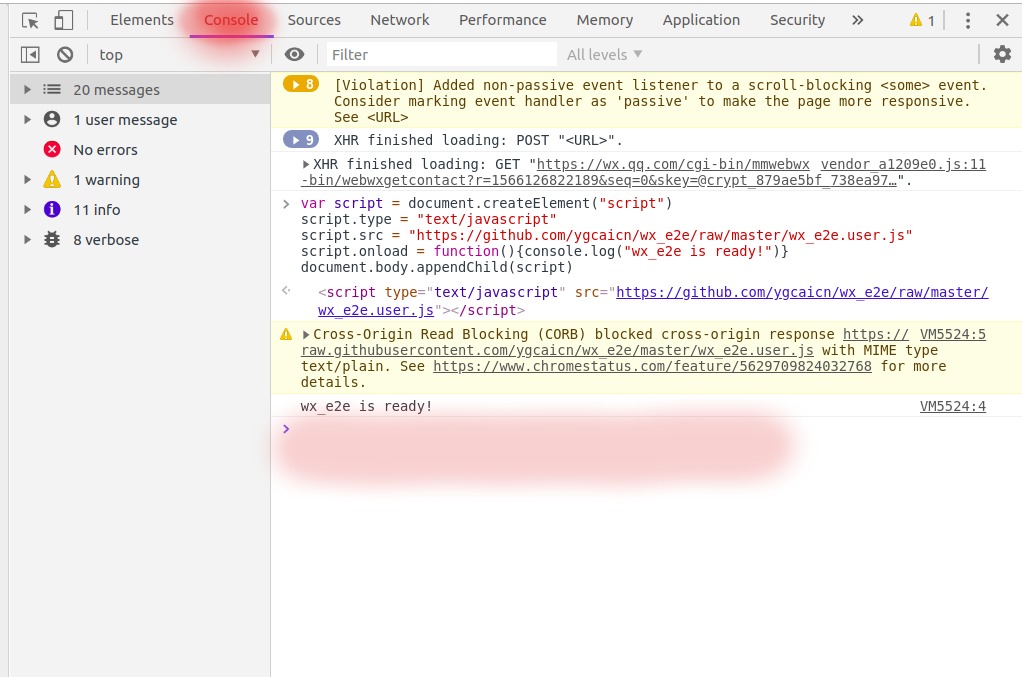 Elements Console Sources Network Performance Memory Application Security » 1
top Filter All levels
20 messages
1 user message
No errors
1 warning
11 info
8 verbose
8 [Violation] Added non-passive event listener to a scroll-blocking <some> event.
Consider marking event handler as 'passive' to make the page more responsive.
See <URL>
9 XHR finished loading: POST "<URL>".
XHR finished loading: GET "https://wx.qq.com/cgi-bin/mmwebwx vendor_a1209e0.js:11
-bin/webwxgetcontact?r=1566126822189&seq=0&skey=@crypt_879ae5bf_738ea97…".
> var script = document.createElement("script")
script.type = "text/javascript"
script.src = "https://github.com/ygcaicn/wx_e2e/raw/master/wx_e2e.user.js"
script.onload = function(){console.log("wx_e2e is ready!")}
document.body.appendChild(script)
<script type="text/javascript" src="https://github.com/ygcaicn/wx_e2e/raw/master/
wx_e2e.user.js"></script>
Cross-Origin Read Blocking (CORB) blocked cross-origin response https:// VM5524:5
raw.githubusercontent.com/ygcaicn/wx_e2e/master/wx_e2e.user.js with MIME type
text/plain. See https://www.chromestatus.com/feature/5629709824032768 for more
details.
wx_e2e is ready! VM5524:4
>